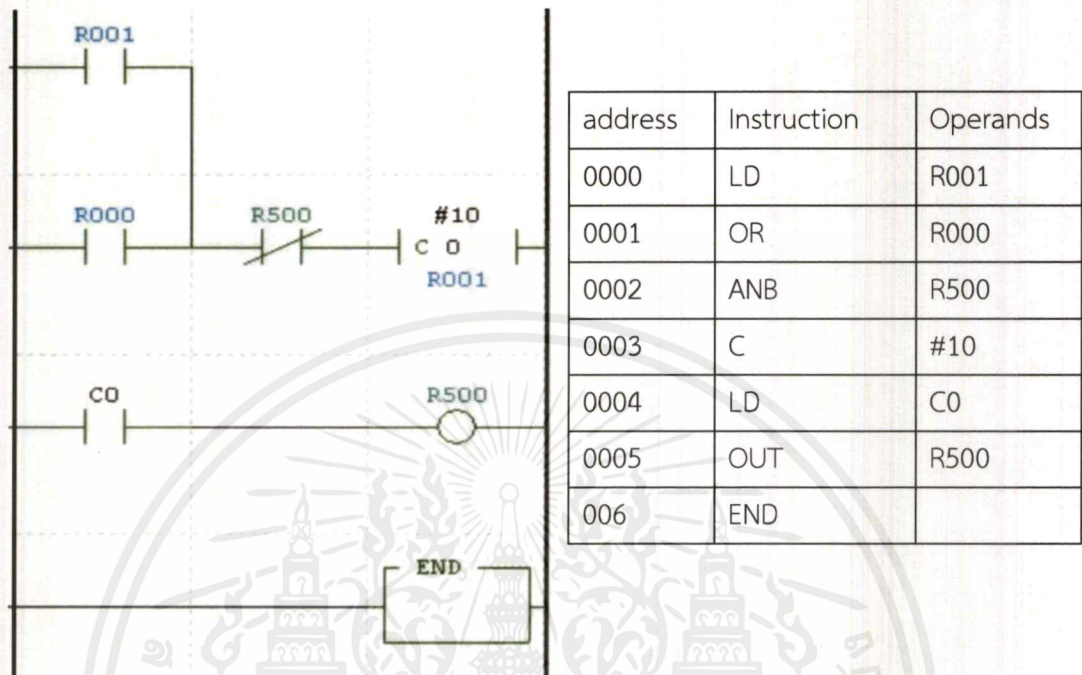 R001
R000 R500 #10
C 0
R001
C0 R500
END
address Instruction Operands
0000 LD R001
0001 OR R000
0002 ANB R500
0003 C #10
0004 LD C0
0005 OUT R500
006 END